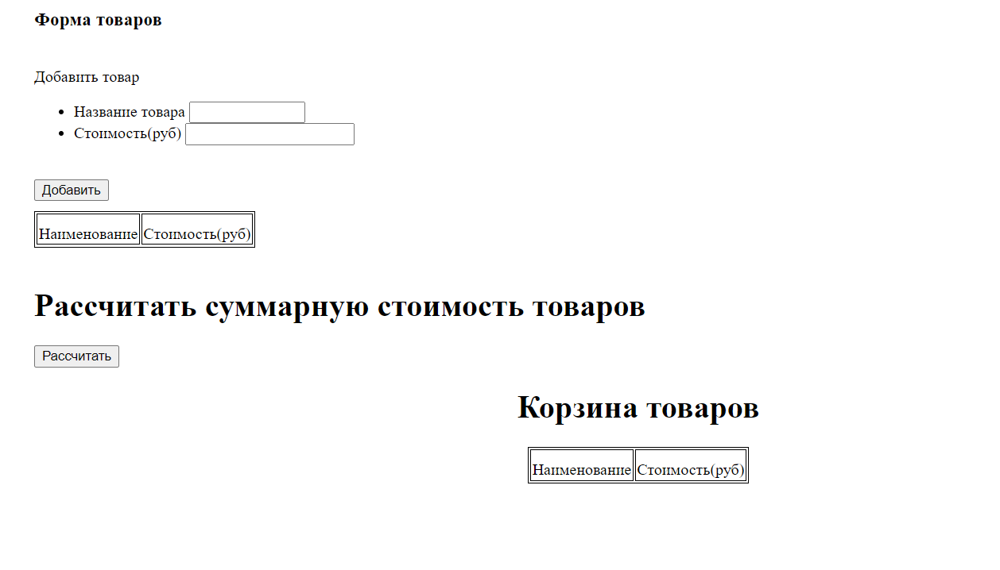 Форма товаров
Добавить товар
Название товара
Стоимость(руб)
Добавить
Наименование Стоимость(руб)
Рассчитать суммарную стоимость товаров
Рассчитать
Корзина товаров
Наименование Стоимость(руб)